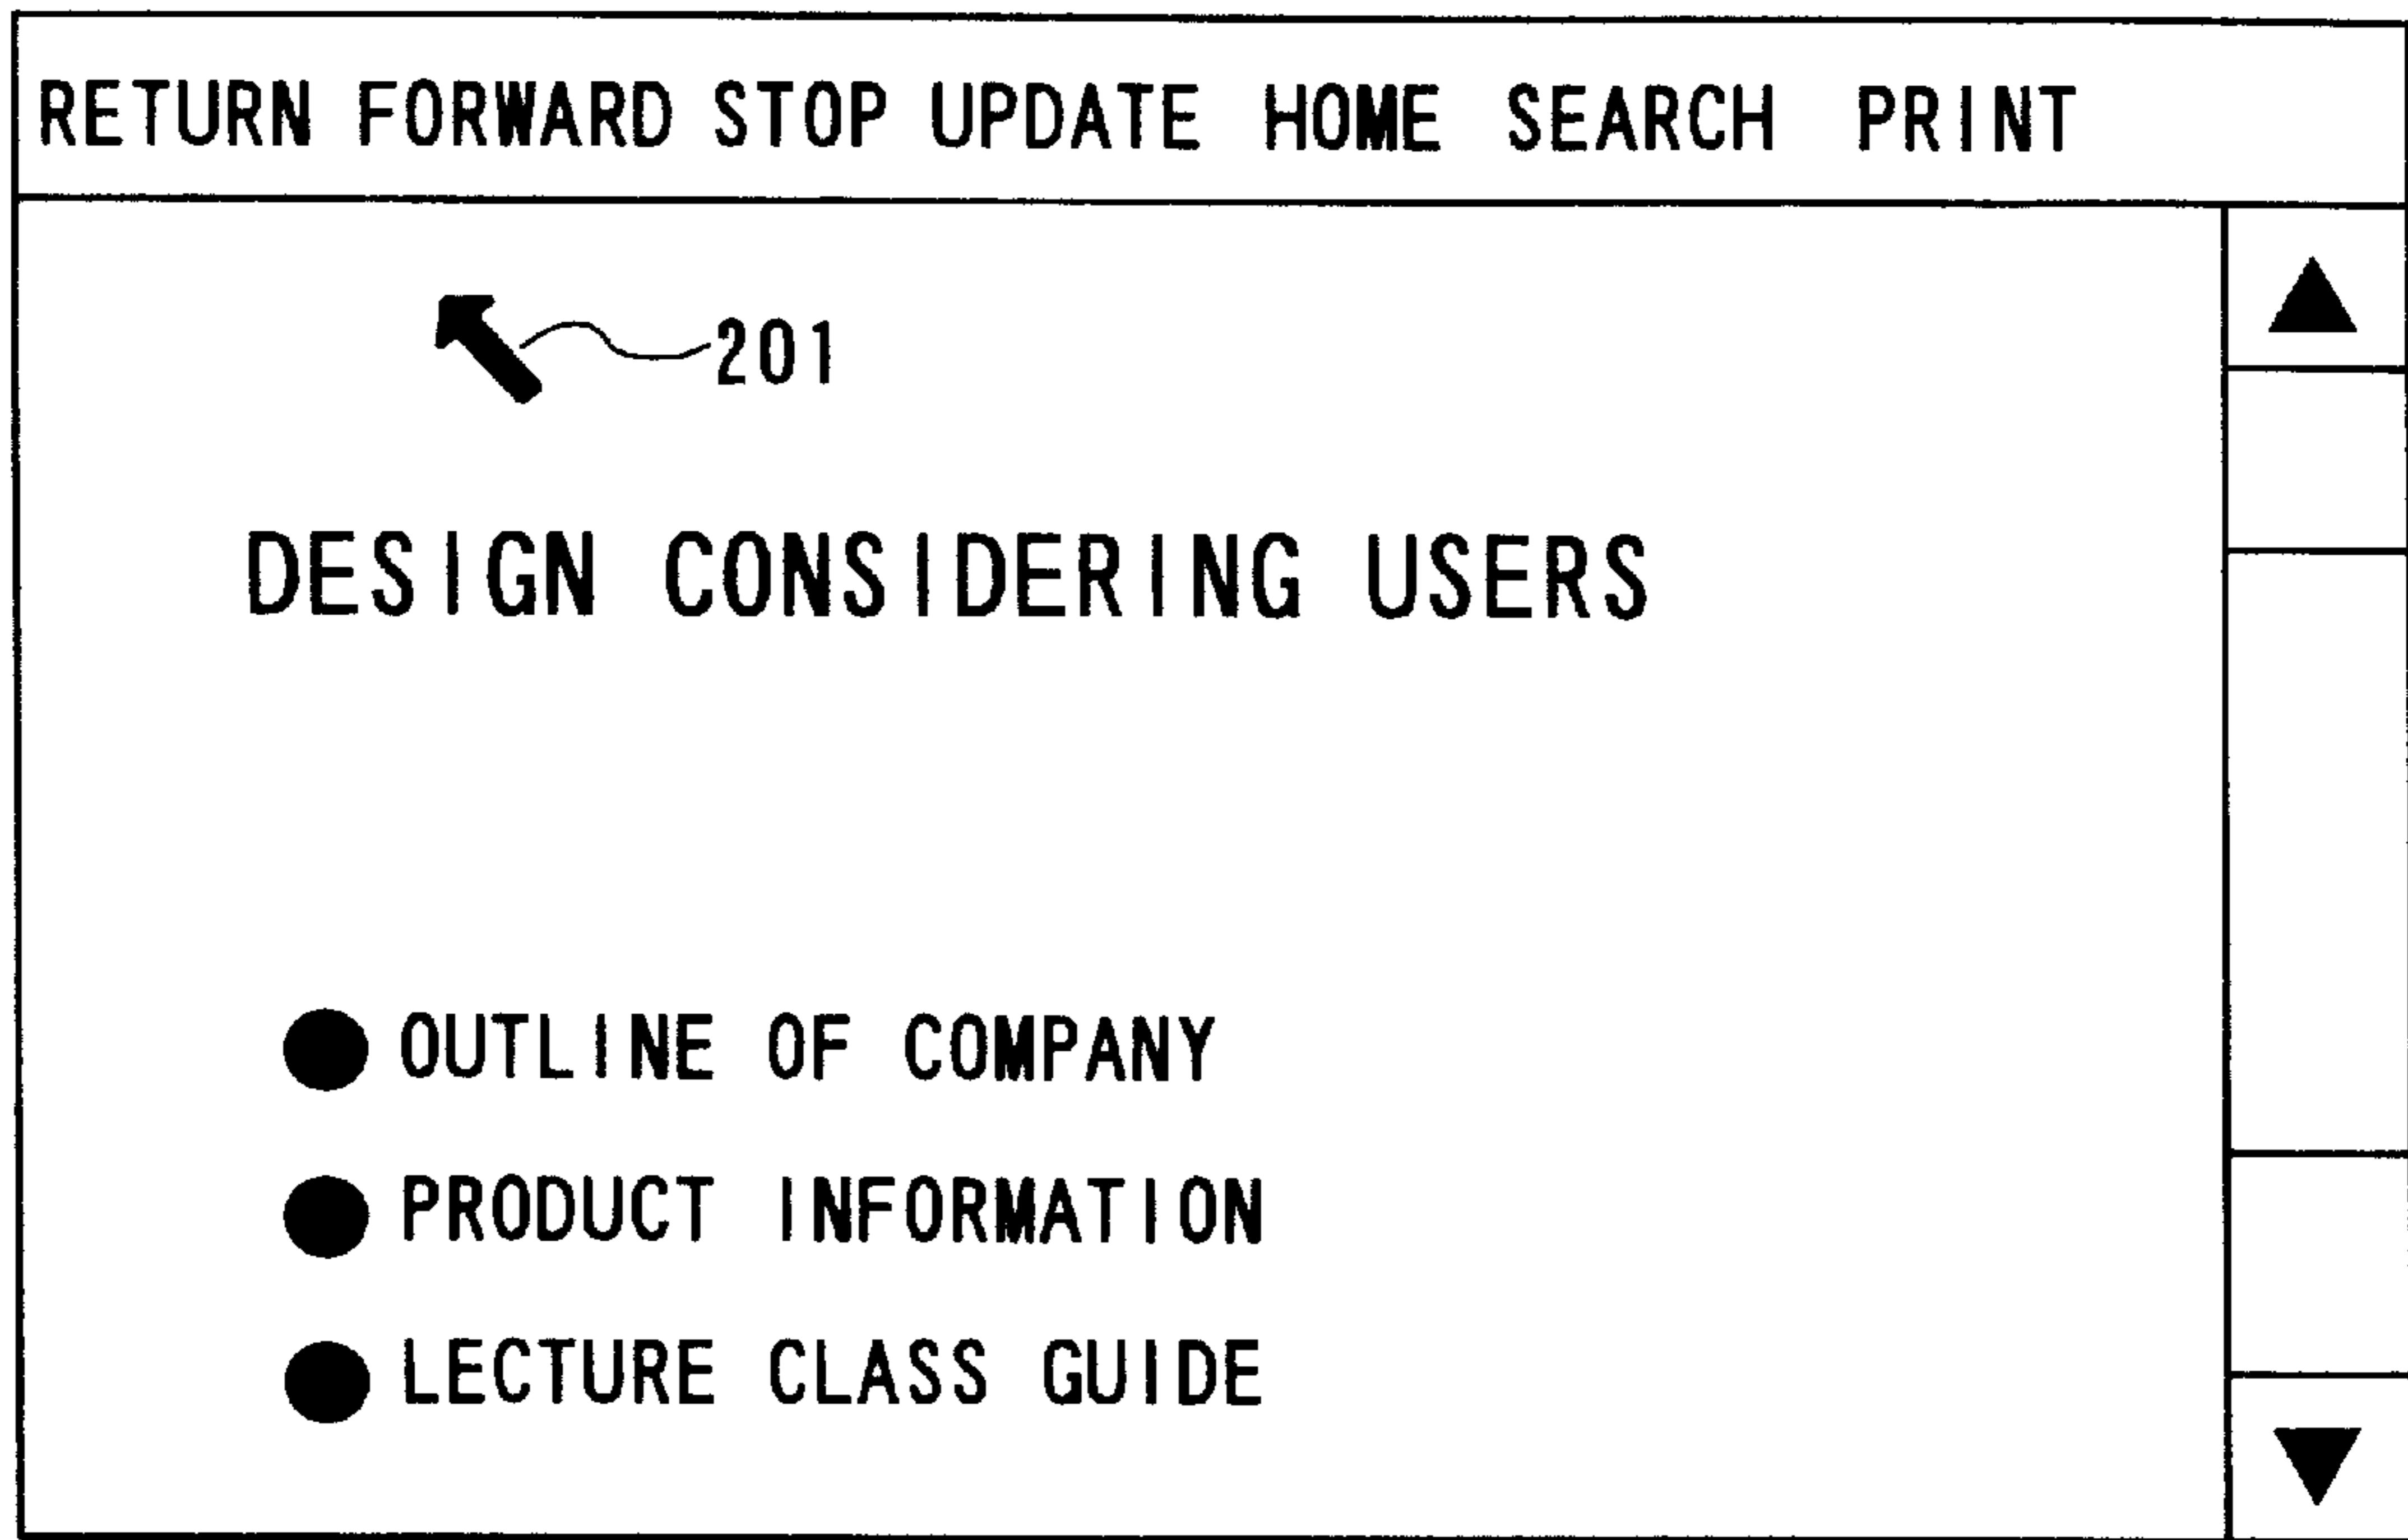 RETURN FORWARD STOP UPDATE HOME SEARCH PRINT
201
DESIGN CONSIDERING USERS
OUTLINE OF COMPANY
PRODUCT INFORMATION
LECTURE CLASS GUIDE